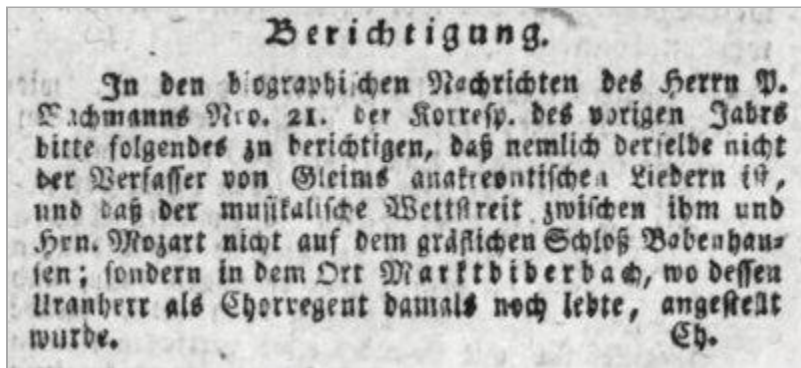 Berichtigung.
In den biographischen Nachrichten des Herrn P.
Bachmanns Nro. 21. der Korresp. des vorigen Jahrs
bitte folgendes zu berichtigen, daß nemlich derselbe nicht
der Verfasser von Gleims anakreontischen Liedern ist,
und daß der musikalische Wettstreit zwischen ihm und
Hrn. Mozart nicht auf dem gräflichen Schloß Babenhau-
sen; sondern in dem Ort Marktbiberbach, wo dessen
Uranherr als Chorregent damals noch lebte, angestellt
wurde. Ch.